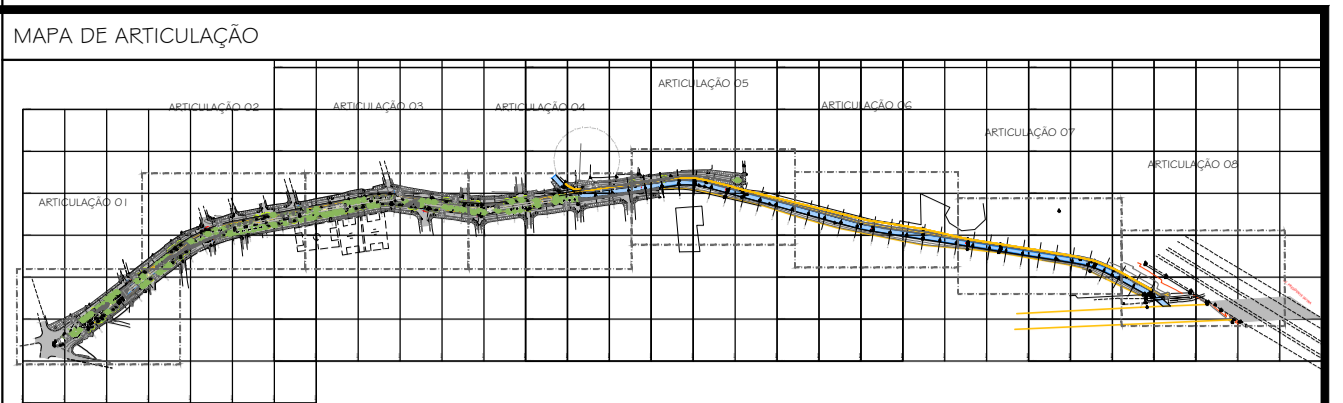 MAPA DE ARTICULAÇÃO
ARTICULAÇÃO 01
ARTICULAÇÃO 02
ARTICULAÇÃO 03
ARTICULAÇÃO 04
ARTICULAÇÃO 05
ARTICULAÇÃO 06
ARTICULAÇÃO 07
ARTICULAÇÃO 08